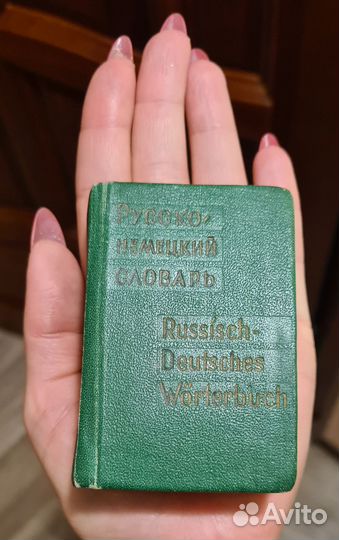 Русско-
немецкий
словарь
Russisch-
Deutsches
Wörterbuch
Avito